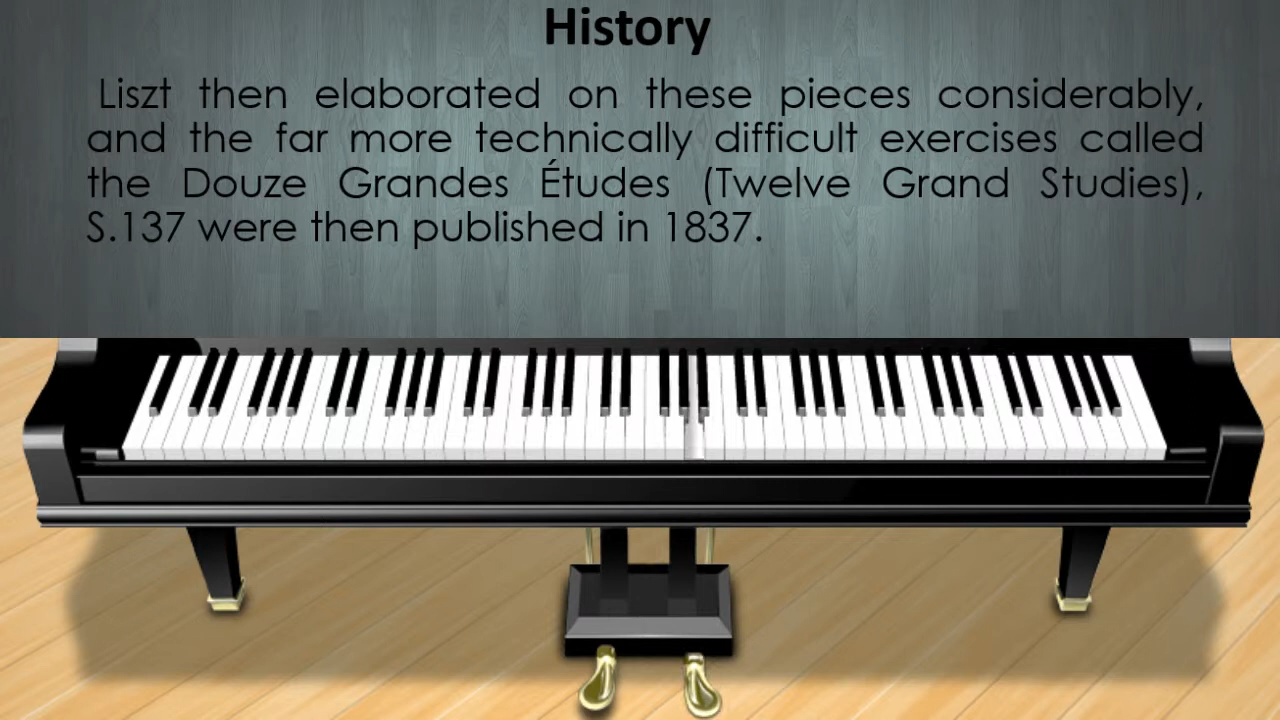 History
Liszt then elaborated on these pieces considerably,
and the far more technically difficult exercises called
the Douze Grandes Études (Twelve Grand Studies),
S.137 were then published in 1837.